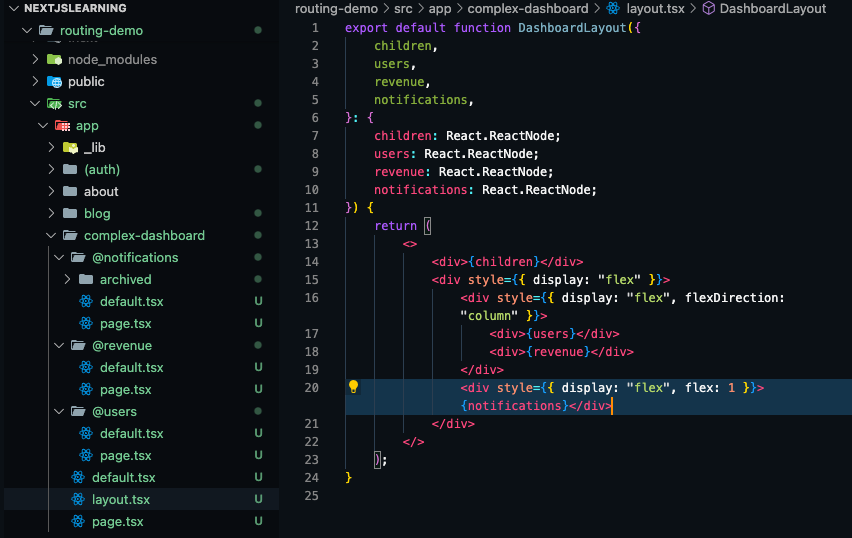 NEXTJSLEARNING
routing-demo
node_modules
public
src
app
_lib
(auth)
about
blog
complex-dashboard
@notifications
archived
default.tsx U
page.tsx U
@revenue
default.tsx U
page.tsx U
@users
default.tsx U
page.tsx U
default.tsx U
layout.tsx U
page.tsx U
routing-demo > src > app > complex-dashboard > layout.tsx > DashboardLayout
1 export default function DashboardLayout({
2 children,
3 users,
4 revenue,
5 notifications,
6 }: {
7 children: React.ReactNode;
8 users: React.ReactNode;
9 revenue: React.ReactNode;
10 notifications: React.ReactNode;
11 }) {
12 return (
13 <>
14 <div>{children}</div>
15 <div style={{ display: "flex" }}>
16 <div style={{ display: "flex", flexDirection:
"column" }}>
17 <div>{users}</div>
18 <div>{revenue}</div>
19 </div>
20 <div style={{ display: "flex", flex: 1 }}>
{notifications}</div>
21 </div>
22 </>
23 );
24 }
25